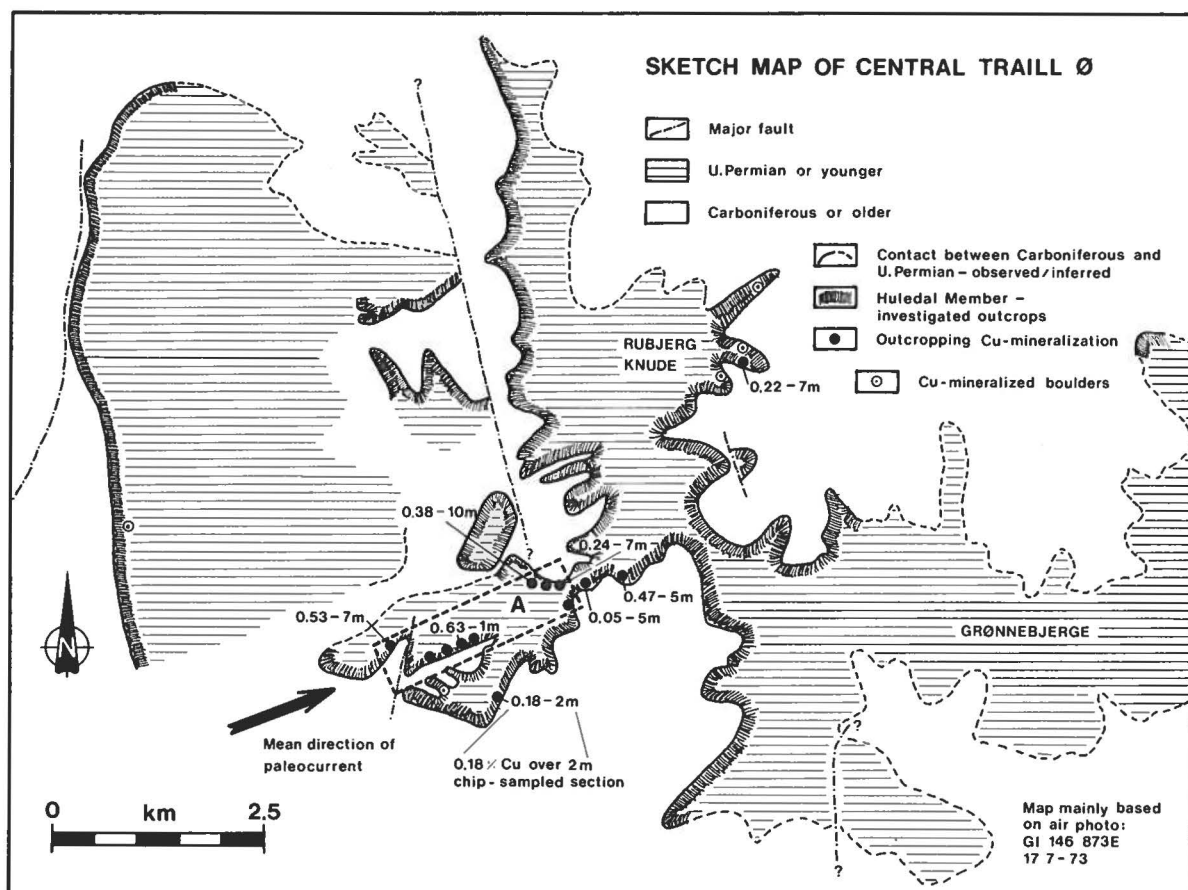 SKETCH MAP OF CENTRAL TRAILL Ø
Major fault
U.Permian or younger
Carboniferous or older
Contact between Carboniferous and
U.Permian – observed/inferred
Huledal Member –
investigated outcrops
Outcropping Cu-mineralization
Cu-mineralized boulders
?
RUBJERG
KNUDE
0.22 – 7m
0.38 – 10m
?
0.24 – 7m
0.47 – 5m
0.05 – 5m
A
0.53 – 7m
0.63 – 1m
GRØNNEBJERGE
N
0.18 – 2m
Mean direction of
paleocurrent
0.18 % Cu over 2m
chip - sampled section
?
0 km 2.5
Map mainly based
on air photo:
GI 146 873E
17 7 - 73
?